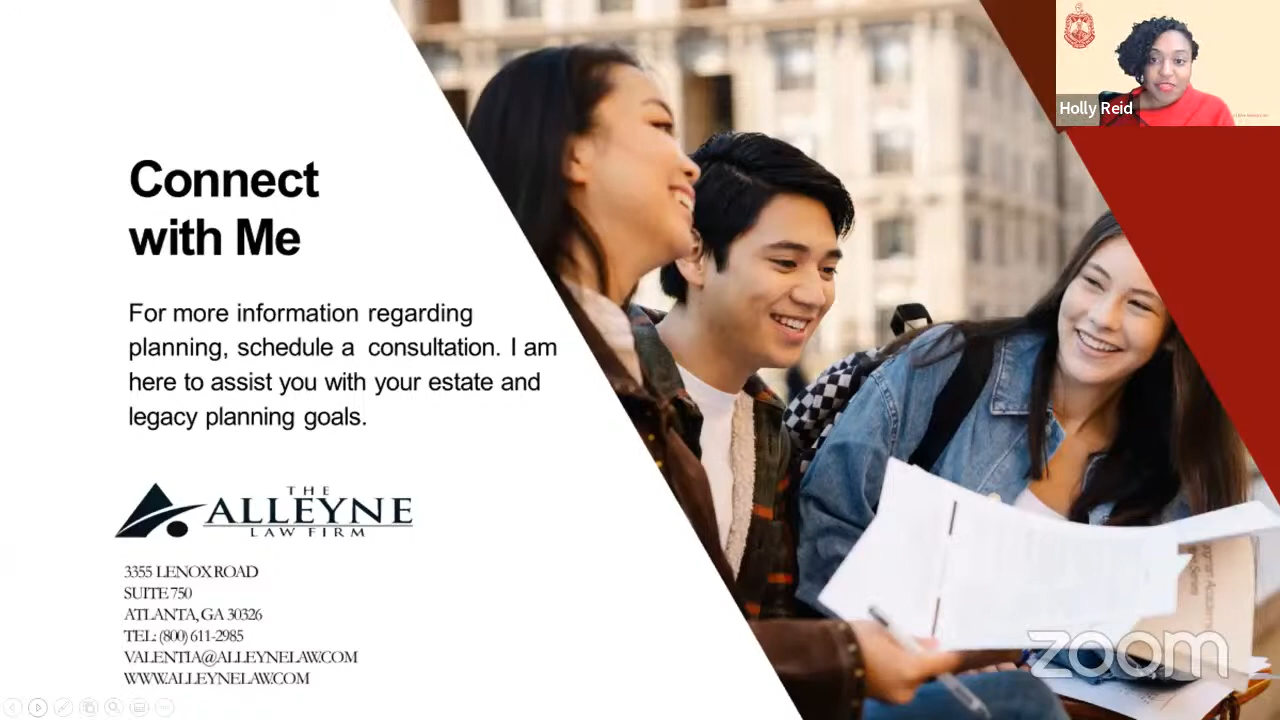 Holly Reid
Connect
with Me
For more information regarding
planning, schedule a consultation. I am
here to assist you with your estate and
legacy planning goals.
THE
ALLEYNE
LAW FIRM
3355 LENOX ROAD
SUITE 750
ATLANTA, GA 30326
TEL: (800) 611-2985
VALENTIA@ALLEYNELAW.COM
WWW.ALLEYNELAW.COM
zoom